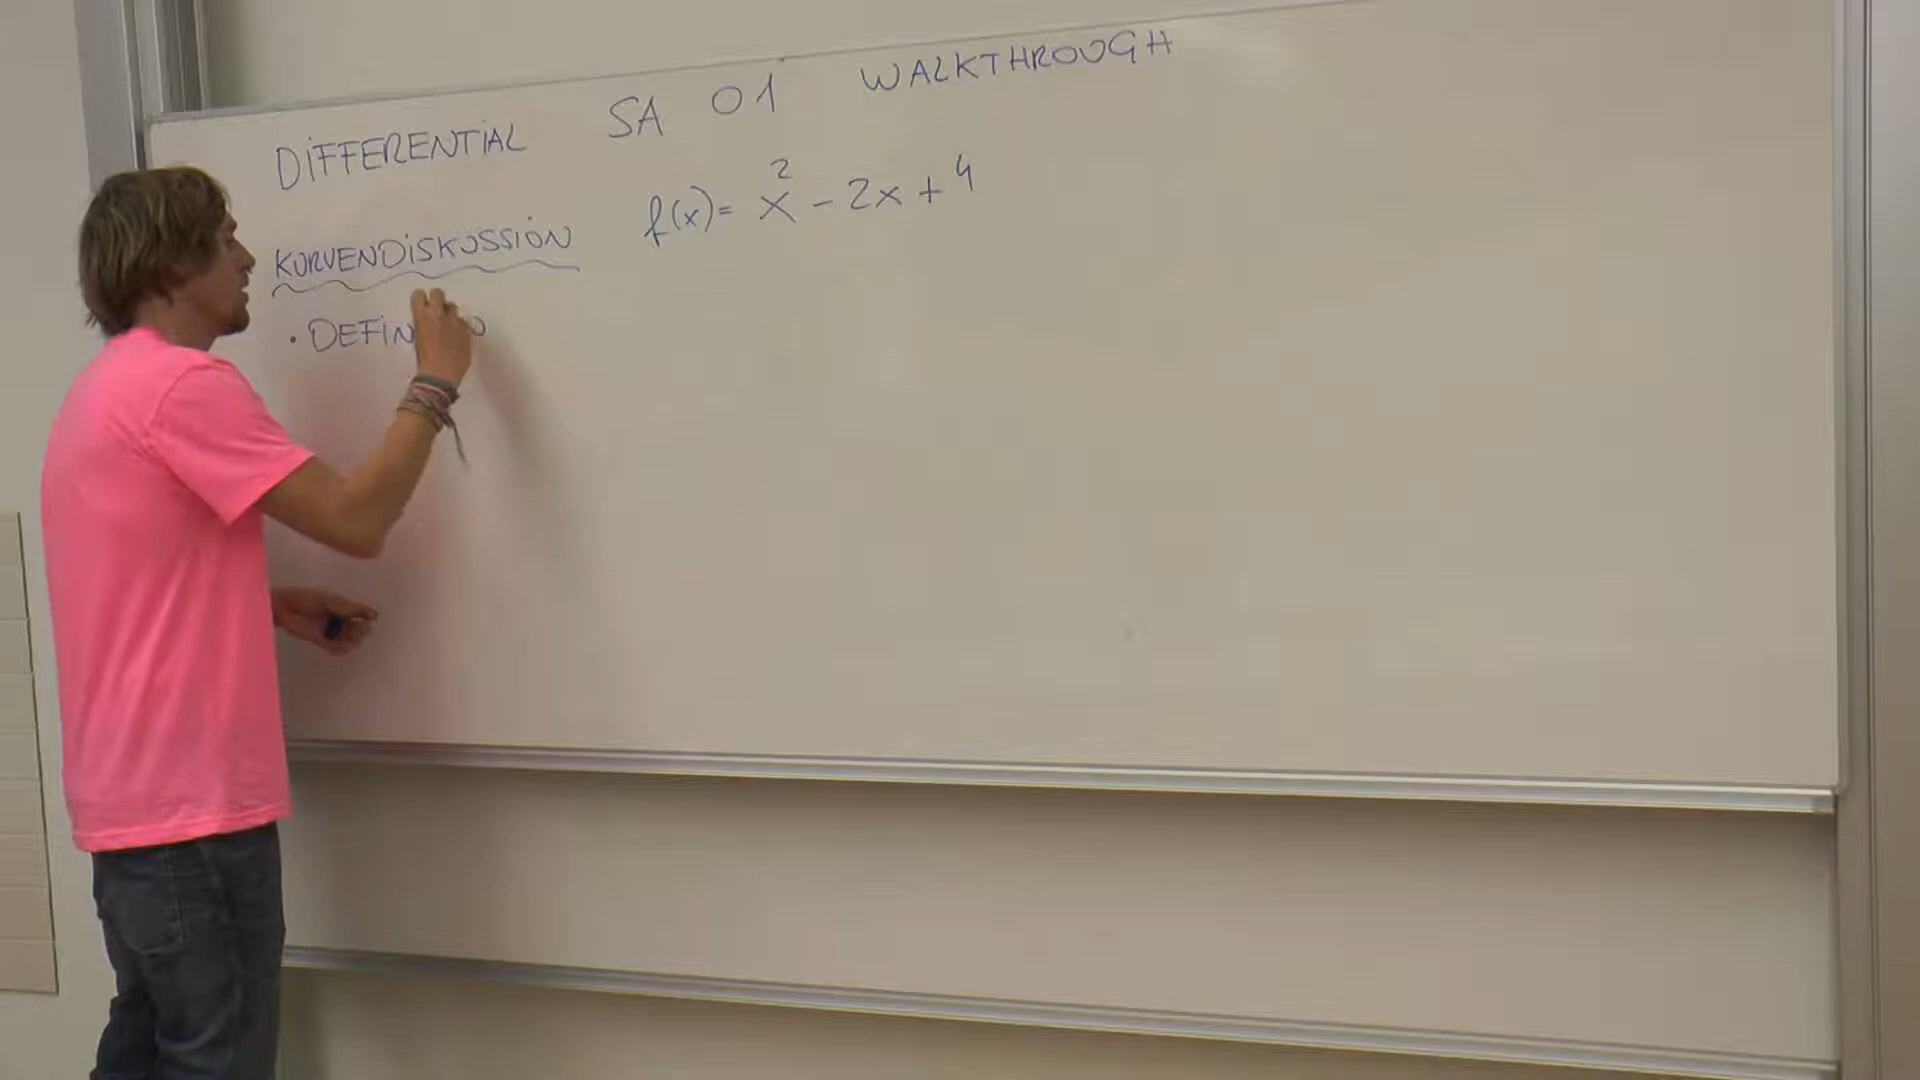 DIFFERENTIAL SA 01 WALKTHROUGH
KURVENDISKUSSION f(x)= x² - 2x + 4